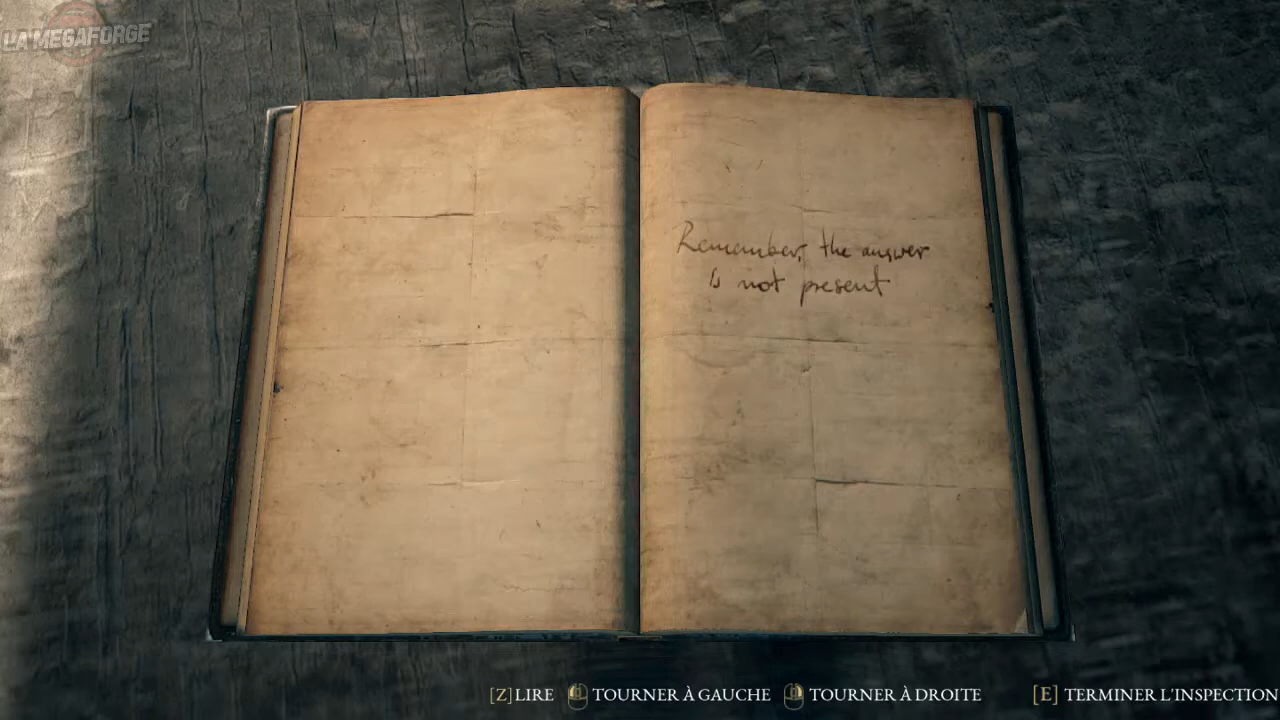 LA MEGAFORGE
Remember, the answer
is not present
[Z] LIRE TOURNER À GAUCHE TOURNER À DROITE [E] TERMINER L'INSPECTION